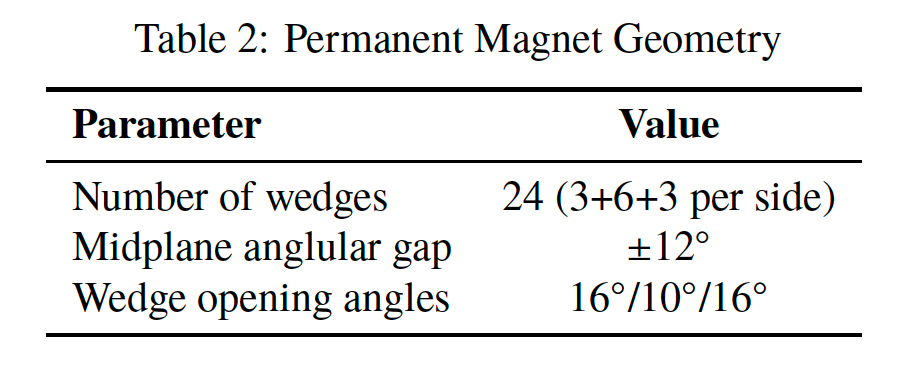 Table 2: Permanent Magnet Geometry
Parameter Value
Number of wedges 24 (3+6+3 per side)
Midplane anglular gap ±12°
Wedge opening angles 16°/10°/16°